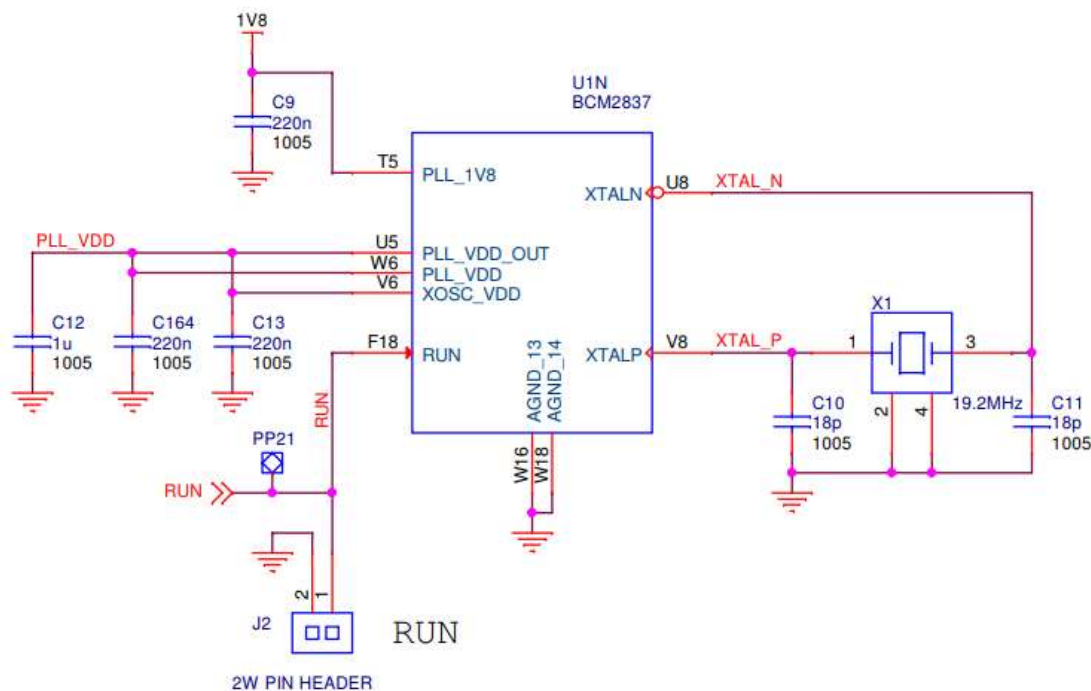 1V8
C9
220n
1005
U1N
BCM2837
T5
PLL_1V8
XTALN
U8
XTAL_N
PLL_VDD
U5
PLL_VDD_OUT
W6
PLL_VDD
V6
XOSC_VDD
C12
1u
1005
C164
220n
1005
C13
220n
1005
F18
RUN
AGND_13
AGND_14
XTALP
V8
XTAL_P
X1
1
3
2
4
19.2MHz
C10
18p
1005
C11
18p
1005
RUN
PP21
RUN
W16
W18
2
1
J2
RUN
2W PIN HEADER